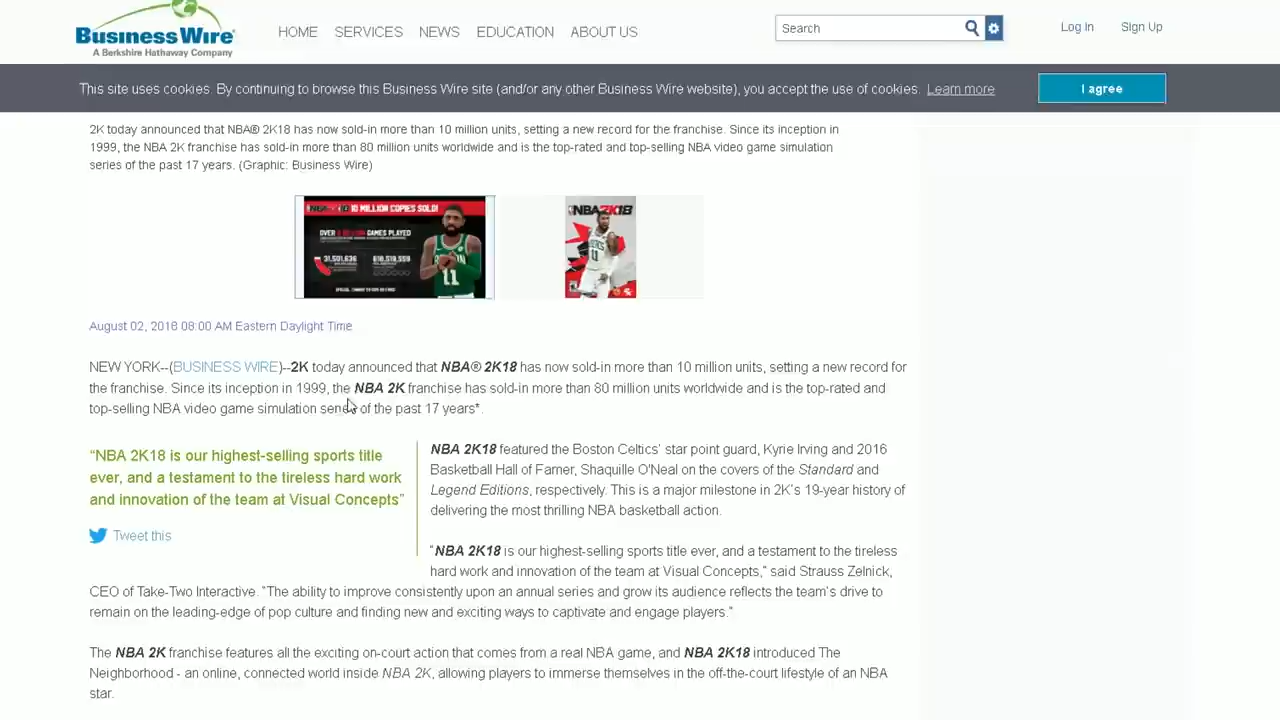 BusinessWire
A Berkshire Hathaway Company
HOME SERVICES NEWS EDUCATION ABOUT US
Search
Log In Sign Up
This site uses cookies. By continuing to browse this Business Wire site (and/or any other Business Wire website), you accept the use of cookies. Learn more
I agree
2K today announced that NBA® 2K18 has now sold-in more than 10 million units, setting a new record for the franchise. Since its inception in
1999, the NBA 2K franchise has sold-in more than 80 million units worldwide and is the top-rated and top-selling NBA video game simulation
series of the past 17 years. (Graphic: Business Wire)
10 MILLION COPIES SOLD!
GAMES PLAYED
31,501,636
BOSTON
11
NBA2K18
11
August 02, 2018 08:00 AM Eastern Daylight Time
NEW YORK--(BUSINESS WIRE)--2K today announced that NBA® 2K18 has now sold-in more than 10 million units, setting a new record for
the franchise. Since its inception in 1999, the NBA 2K franchise has sold-in more than 80 million units worldwide and is the top-rated and
top-selling NBA video game simulation series of the past 17 years*.
“NBA 2K18 is our highest-selling sports title
ever, and a testament to the tireless hard work
and innovation of the team at Visual Concepts”
Tweet this
NBA 2K18 featured the Boston Celtics’ star point guard, Kyrie Irving and 2016
Basketball Hall of Famer, Shaquille O’Neal on the covers of the Standard and
Legend Editions, respectively. This is a major milestone in 2K’s 19-year history of
delivering the most thrilling NBA basketball action.
“NBA 2K18 is our highest-selling sports title ever, and a testament to the tireless
hard work and innovation of the team at Visual Concepts,” said Strauss Zelnick,
CEO of Take-Two Interactive. “The ability to improve consistently upon an annual series and grow its audience reflects the team’s drive to
remain on the leading-edge of pop culture and finding new and exciting ways to captivate and engage players.”
The NBA 2K franchise features all the exciting on-court action that comes from a real NBA game, and NBA 2K18 introduced The
Neighborhood - an online, connected world inside NBA 2K, allowing players to immerse themselves in the off-the-court lifestyle of an NBA
star.